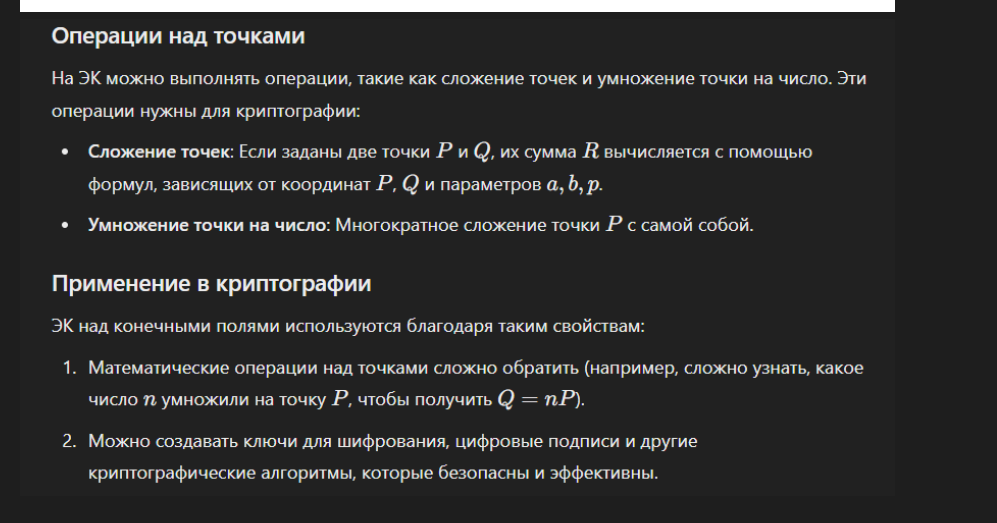 Операции над точками
На ЭК можно выполнять операции, такие как сложение точек и умножение точки на число. Эти
операции нужны для криптографии:
• Сложение точек: Если заданы две точки P и Q, их сумма R вычисляется с помощью
формул, зависящих от координат P, Q и параметров a, b, p.
• Умножение точки на число: Многократное сложение точки P с самой собой.
Применение в криптографии
ЭК над конечными полями используются благодаря таким свойствам:
1. Математические операции над точками сложно обратить (например, сложно узнать, какое
число n умножили на точку P, чтобы получить Q = nP).
2. Можно создавать ключи для шифрования, цифровые подписи и другие
криптографические алгоритмы, которые безопасны и эффективны.